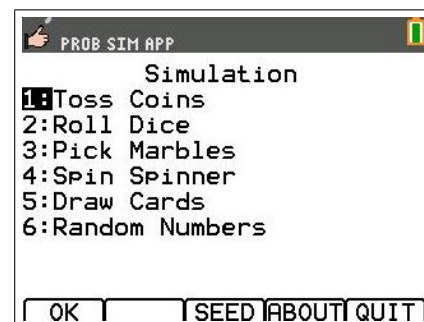 PROB SIM APP
Simulation
1:Toss Coins
2:Roll Dice
3:Pick Marbles
4:Spin Spinner
5:Draw Cards
6:Random Numbers
OK SEED ABOUT QUIT